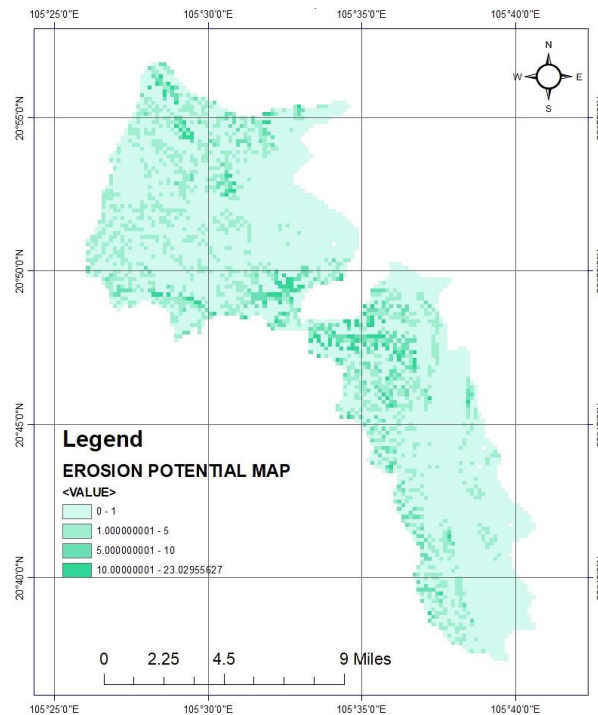 105°25'0"E 105°30'0"E 105°35'0"E 105°40'0"E
N
W E
S
20°55'0"N
20°50'0"N
20°45'0"N
20°40'0"N
Legend
EROSION POTENTIAL MAP
<VALUE>
0 - 1
1.000000001 - 5
5.000000001 - 10
10.00000001 - 23.02955627
0 2.25 4.5 9 Miles
105°25'0"E 105°30'0"E 105°35'0"E 105°40'0"E